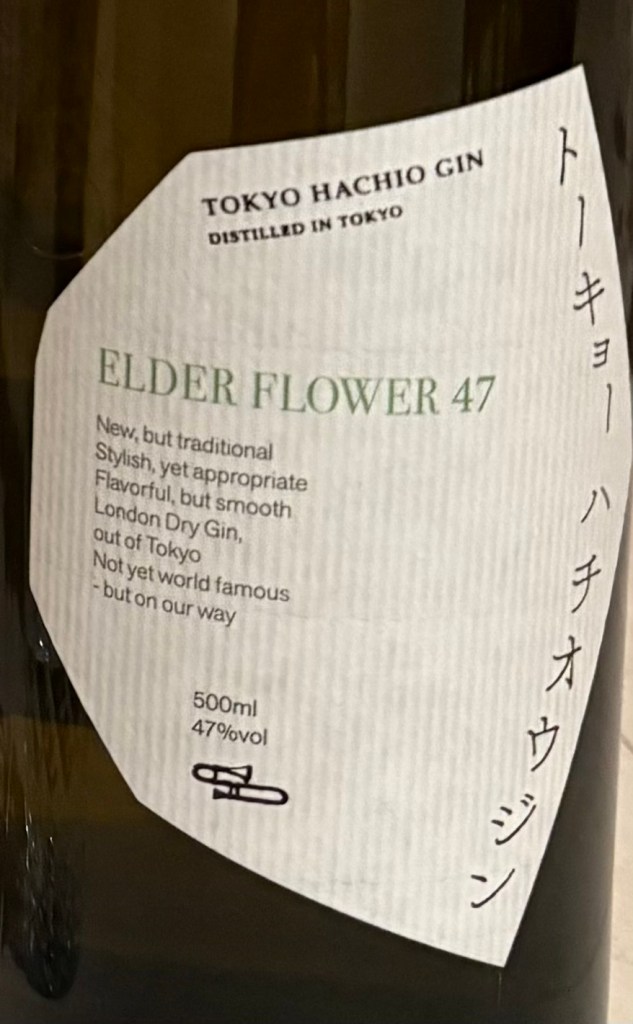 TOKYO HACHIO GIN
DISTILLED IN TOKYO
ELDER FLOWER 47
New, but traditional
Stylish, yet appropriate
Flavorful, but smooth
London Dry Gin,
out of Tokyo
Not yet world famous
- but on our way
500ml
47%vol
トーキョーハチオウジン